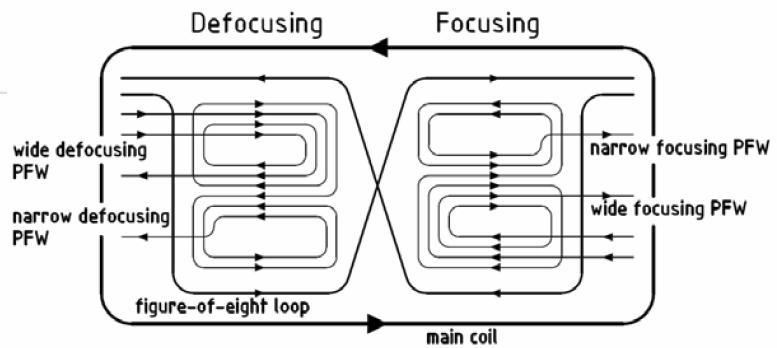 Defocusing
Focusing
wide defocusing
PFW
narrow defocusing
PFW
narrow focusing PFW
wide focusing PFW
figure-of-eight loop
main coil